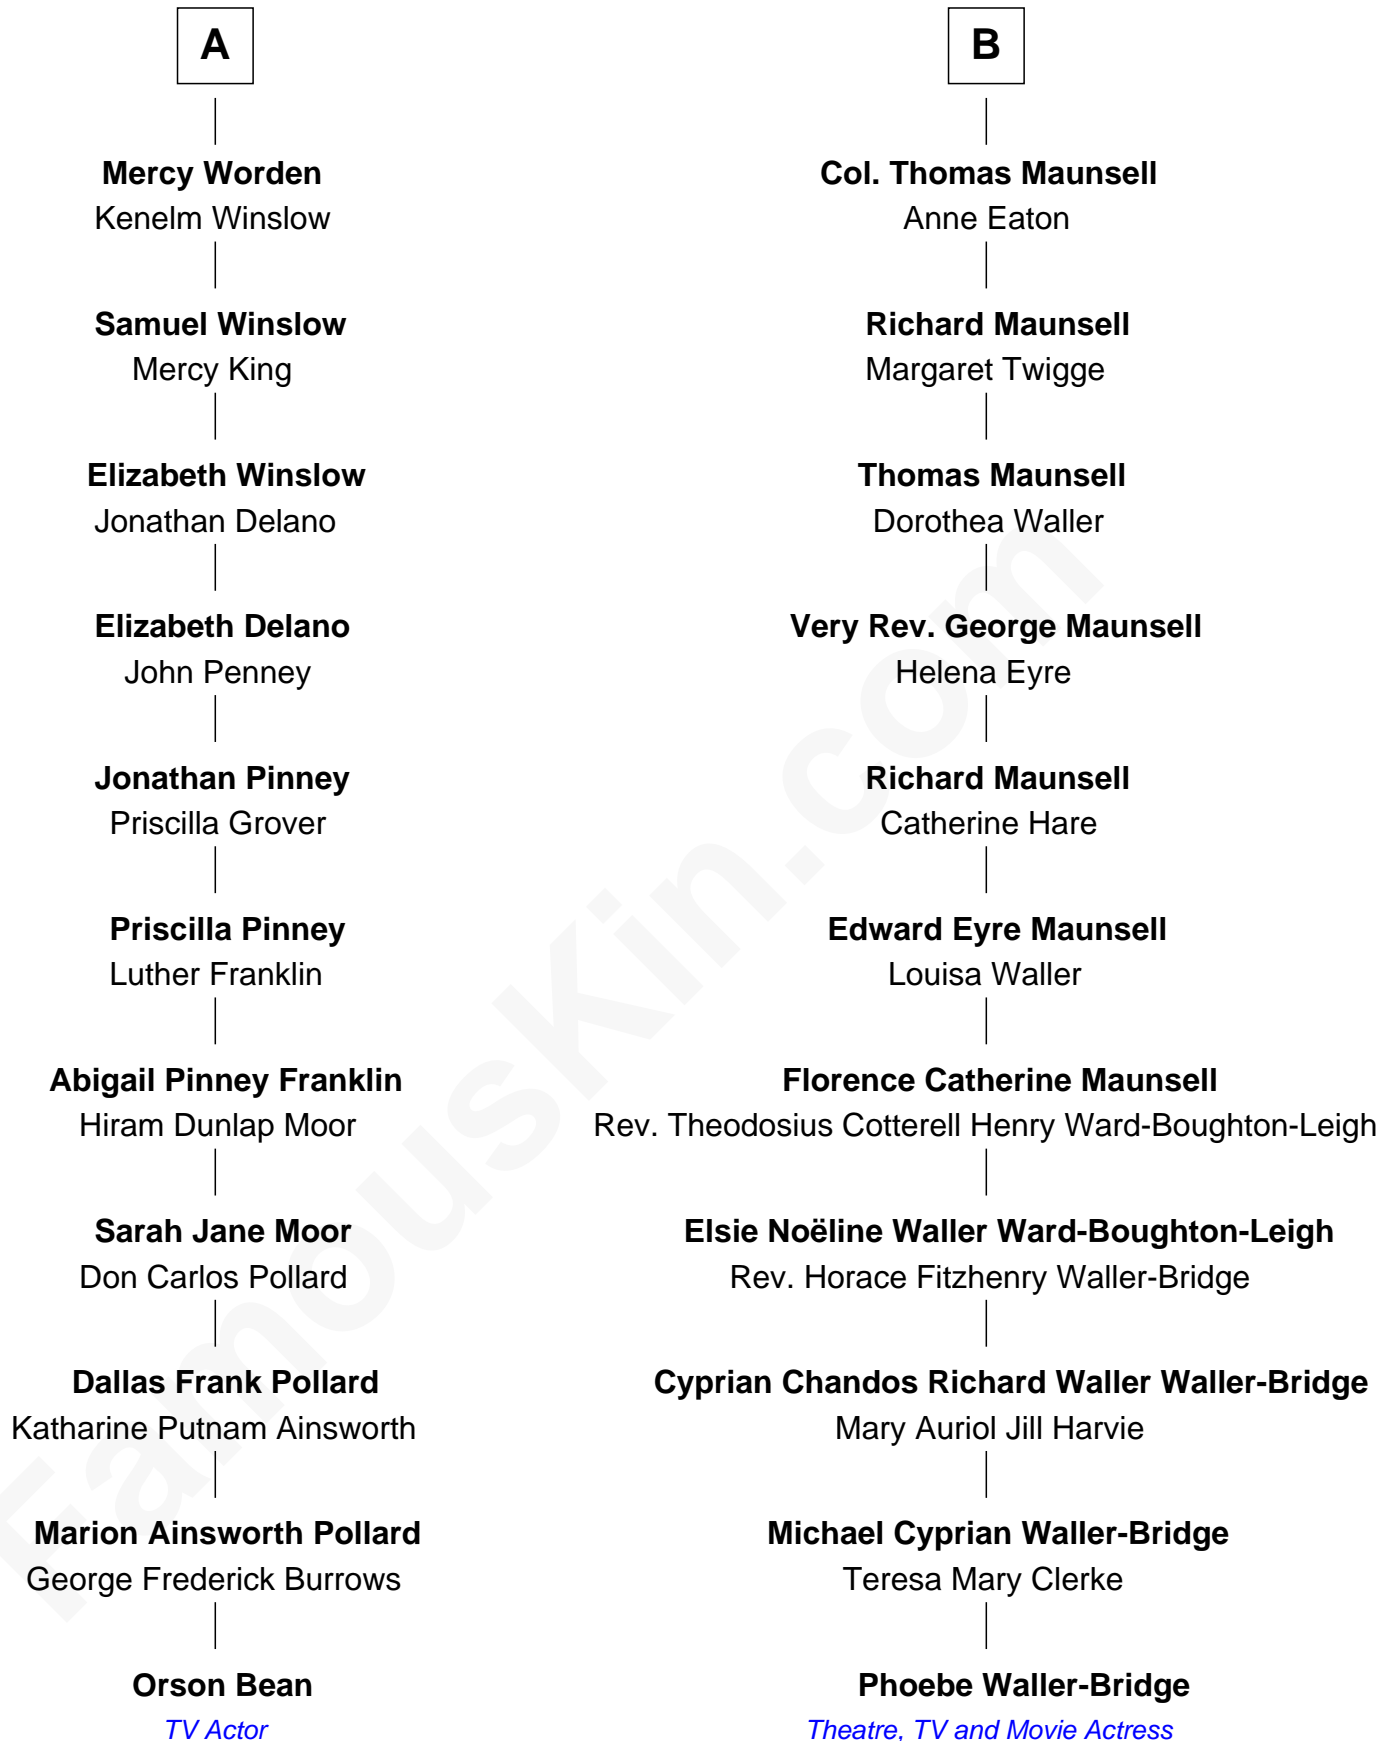 A
Mercy Worden
Kenelm Winslow
Samuel Winslow
Mercy King
Elizabeth Winslow
Jonathan Delano
Elizabeth Delano
John Penney
Jonathan Pinney
Priscilla Grover
Priscilla Pinney
Luther Franklin
Abigail Pinney Franklin
Hiram Dunlap Moor
Sarah Jane Moor
Don Carlos Pollard
Dallas Frank Pollard
Katharine Putnam Ainsworth
Marion Ainsworth Pollard
George Frederick Burrows
Orson Bean
TV Actor
B
Col. Thomas Maunsell
Anne Eaton
Richard Maunsell
Margaret Twigge
Thomas Maunsell
Dorothea Waller
Very Rev. George Maunsell
Helena Eyre
Richard Maunsell
Catherine Hare
Edward Eyre Maunsell
Louisa Waller
Florence Catherine Maunsell
Rev. Theodosius Cotterell Henry Ward-Boughton-Leigh
Elsie Noëline Waller Ward-Boughton-Leigh
Rev. Horace Fitzhenry Waller-Bridge
Cyprian Chandos Richard Waller Waller-Bridge
Mary Auriol Jill Harvie
Michael Cyprian Waller-Bridge
Teresa Mary Clerke
Phoebe Waller-Bridge
Theatre, TV and Movie Actress
FamousKin.com